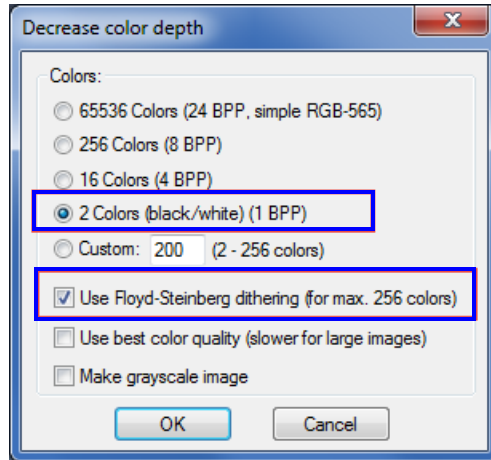 Decrease color depth
Colors:
65536 Colors (24 BPP, simple RGB-565)
256 Colors (8 BPP)
16 Colors (4 BPP)
2 Colors (black/white) (1 BPP)
Custom: 200 (2 - 256 colors)
Use Floyd-Steinberg dithering (for max. 256 colors)
Use best color quality (slower for large images)
Make grayscale image
OK Cancel